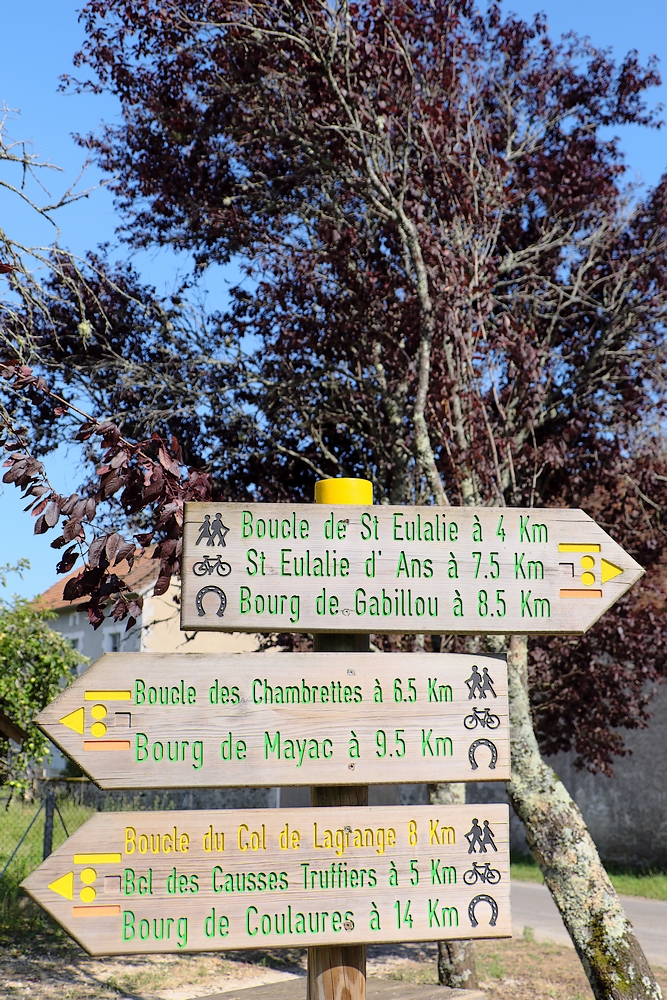 Boucle de St Eulalie à 4 Km
St Eulalie d' Ans à 7.5 Km
Bourg de Gabillou à 8.5 Km
Boucle des Chambrettes à 6.5 Km
Bourg de Mayac à 9.5 Km
Boucle du Col de Lagrange 8 Km
Bcl des Causses Truffiers à 5 Km
Bourg de Coulaures à 14 Km